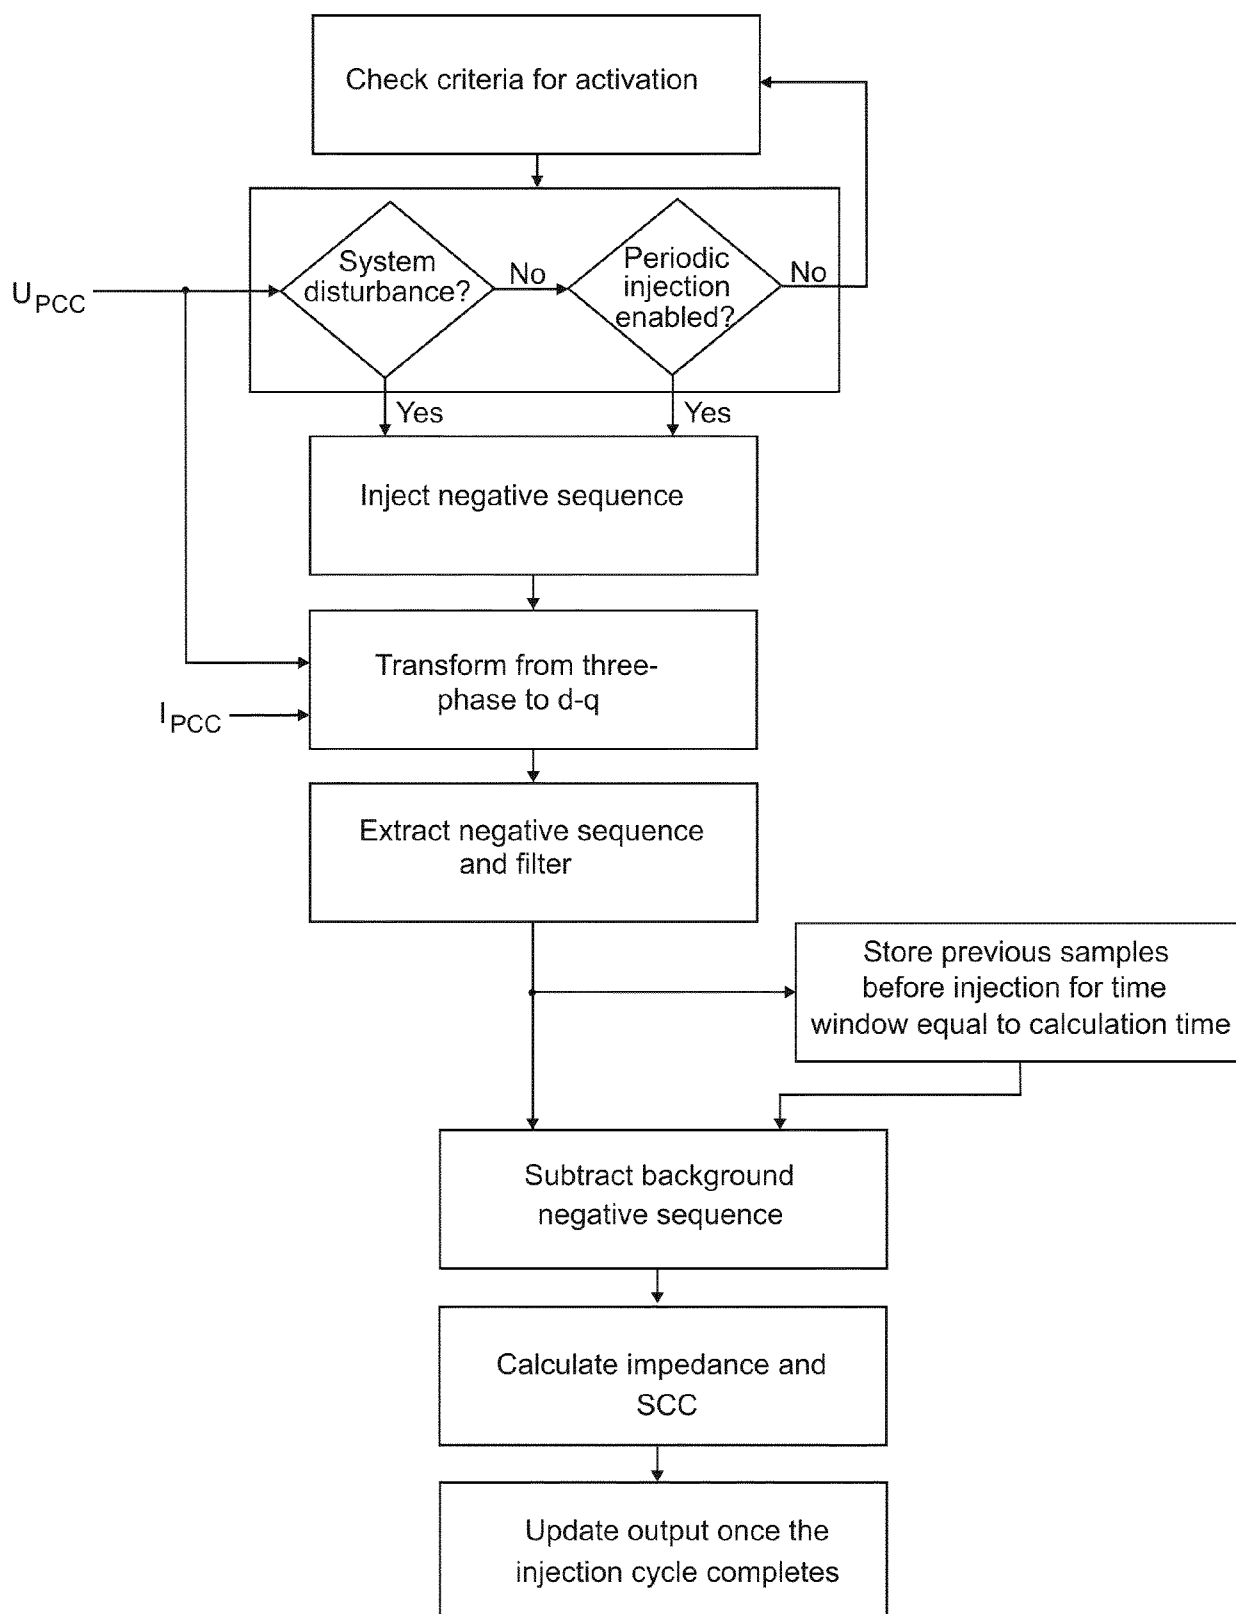 Check criteria for activation
System
disturbance?
No
Periodic
injection
enabled?
No
U_PCC
Yes
Yes
Inject negative sequence
Transform from three-
phase to d-q
I_PCC
Extract negative sequence
and filter
Store previous samples
before injection for time
window equal to calculation time
Subtract background
negative sequence
Calculate impedance and
SCC
Update output once the
injection cycle completes